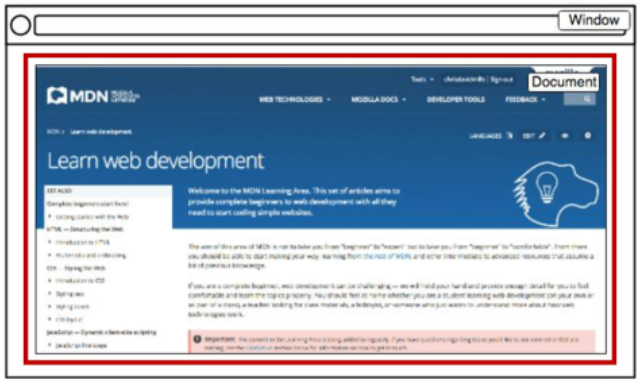 Window
Document
MDN
Tools
Sign out
WEB TECHNOLOGIES
MOZILLA DOCS
DEVELOPER TOOLS
FEEDBACK
MDN > Learn web development
LANGUAGES
EDIT
Learn web development
SEE ALSO
Complete beginners start here!
Getting started with the Web
HTML — Structuring the Web
Introduction to HTML
Multimedia and embedding
CSS — Styling the Web
Introduction to CSS
Styling text
Styling boxes
CSS layout
JavaScript — Dynamic client-side scripting
JavaScript first steps
Welcome to the MDN Learning Area. This set
of articles aims to
provide complete beginners to web development with all they
need to start coding simple websites.
The aim of this area of MDN is not to take you from "beginner" to "expert" but to take you from "beginner" to "comfortable". From there
you should be able to start making your way, learning from the rest of MDN, and other intermediate to advanced resources that assume a
lot of previous knowledge.
If you are a complete beginner, web development can be challenging — we will hold your hand and provide enough detail for you to feel
comfortable and learn the topics properly. You should feel at home whether you are a student learning web development (on your own or
as part of a class), a teacher looking for class materials, a hobbyist, or someone who just wants to understand more about how web
technologies work.
Important: The content in the Learning Area is being added to regularly. If you have questions regarding topics you'd like to see covered or feel are
missing, see the
section below for information on how to get in touch.